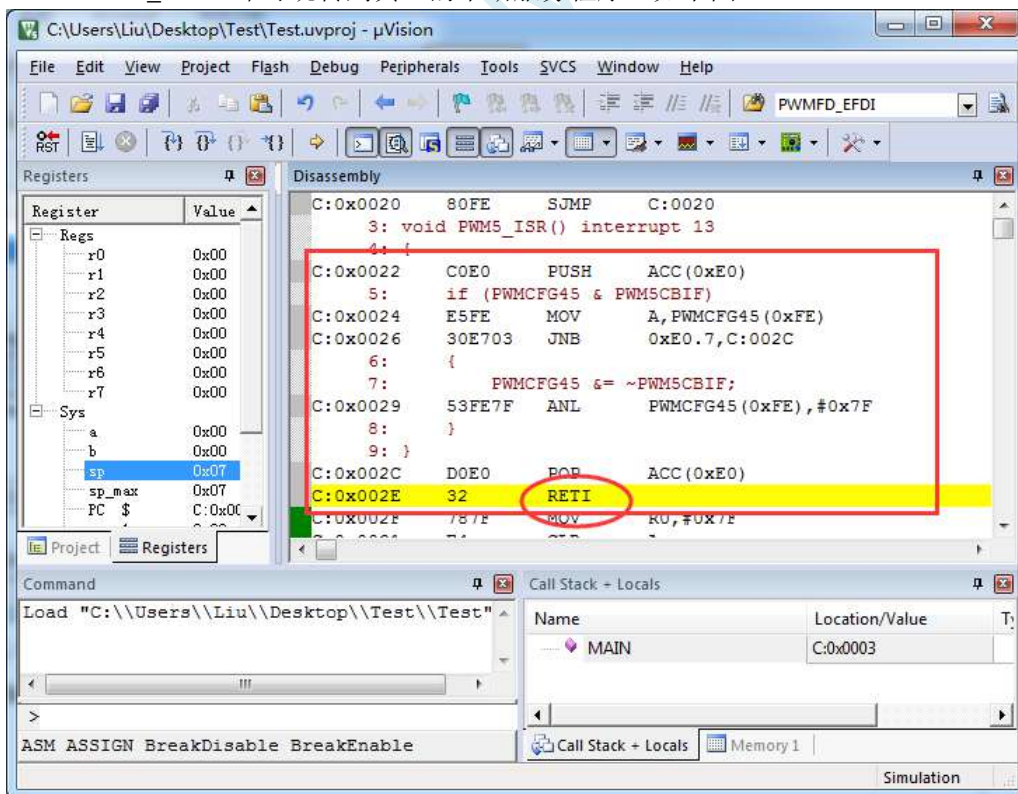 C:\Users\Liu\Desktop\Test\Test.uvproj - µVision
File Edit View Project Flash Debug Peripherals Tools SVCS Window Help
PWMFD_EFDI
RST
Registers
Register Value
Regs
r0 0x00
r1 0x00
r2 0x00
r3 0x00
r4 0x00
r5 0x00
r6 0x00
r7 0x00
Sys
a 0x00
b 0x00
sp 0x07
sp_max 0x07
PC $ C:0x00
Project Registers
Disassembly
C:0x0020 80FE SJMP C:0020
3: void PWM5_ISR() interrupt 13
4: {
C:0x0022 C0E0 PUSH ACC(0xE0)
5: if (PWMCFG45 & PWM5CBIF)
C:0x0024 E5FE MOV A,PWMCFG45(0xFE)
C:0x0026 30E703 JNB 0xE0.7,C:002C
6: {
7: PWMCFG45 &= ~PWM5CBIF;
C:0x0029 53FE7F ANL PWMCFG45(0xFE),#0x7F
8: }
9: }
C:0x002C D0E0 POP ACC(0xE0)
C:0x002E 32 RETI
C:0x002F 787F MOV R0,#0x7F
Command
Load "C:\\Users\\Liu\\Desktop\\Test\\Test"
>
ASM ASSIGN BreakDisable BreakEnable
Call Stack + Locals
Name Location/Value
MAIN C:0x0003
Call Stack + Locals Memory 1
Simulation